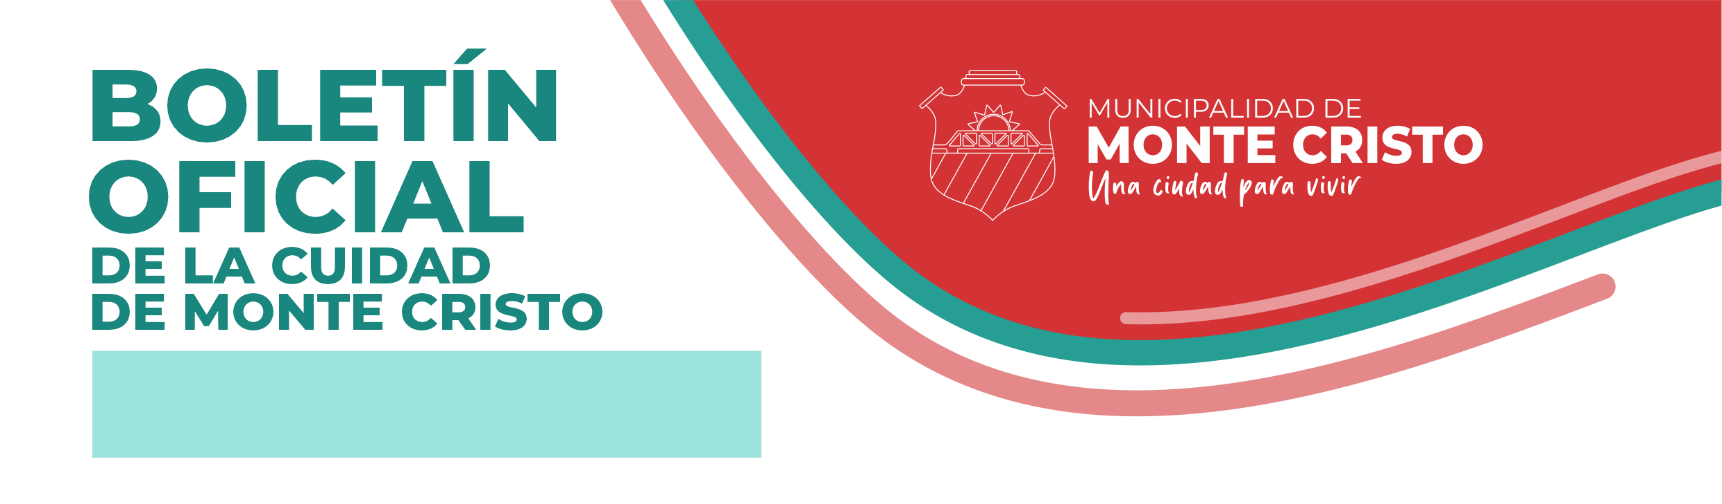 BOLETÍN
OFICIAL
DE LA CUIDAD
DE MONTE CRISTO
MUNICIPALIDAD DE
MONTE CRISTO
Una ciudad para vivir